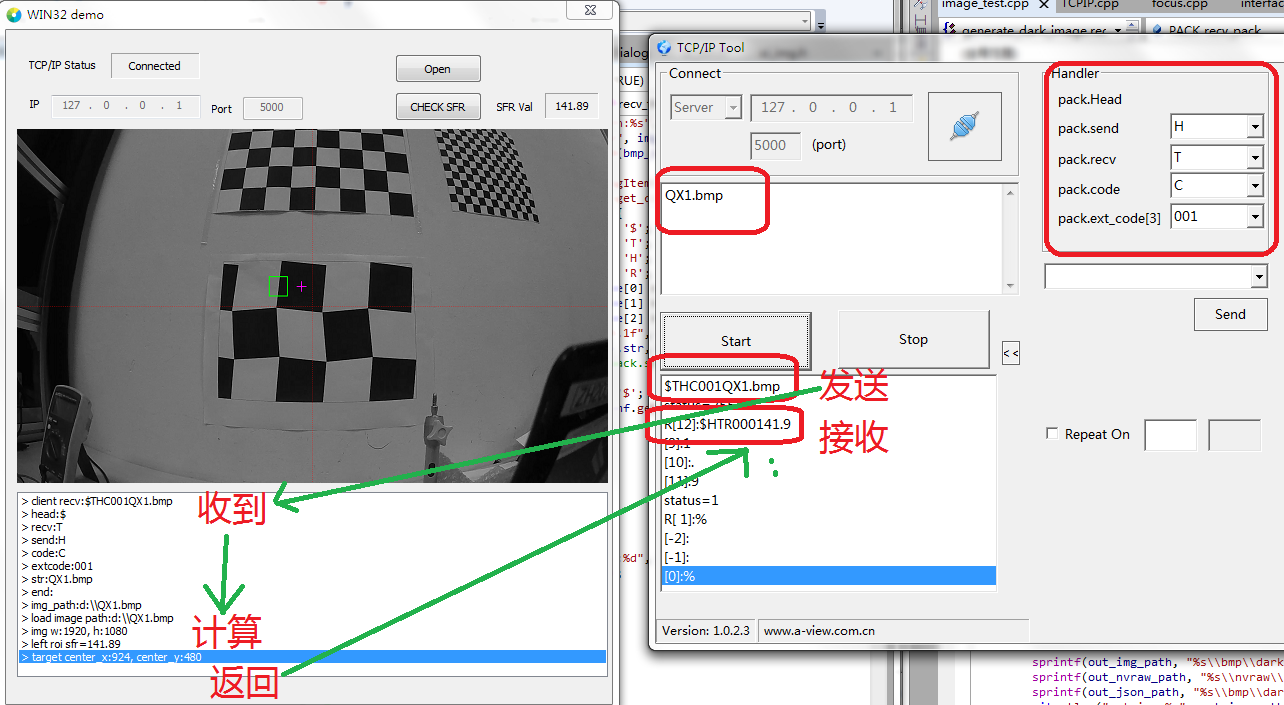 WIN32 demo
TCP/IP Status
Connected
Open
IP
127 . 0 . 0 . 1
Port
5000
CHECK SFR
SFR Val
141.89
> client recv:$THC001QX1.bmp
> head:$
> recv:T
> send:H
> code:C
> extcode:001
> str:QX1.bmp
> end:
> img_path:d:\\QX1.bmp
> load image path:d:\\QX1.bmp
> img w:1920, h:1080
> left roi sfr=141.89
> target center_x:924, center_y:480
收到
计算
返回
image_test.cpp
TCPIP.cpp
focus.cpp
generate_dark_image.rec
PACK recv_pack
TCP/IP Tool
Connect
Server
127 . 0 . 0 . 1
5000
(port)
QX1.bmp
Start
Stop
<<
$THC001QX1.bmp
R[12]:$HTR000141.9
[9]:1
[10]:.
[11]:9
status=1
R[ 1]:%
[-2]:
[-1]:
[0]:%
发送
接收
:
Version: 1.0.2.3
www.a-view.com.cn
Handler
pack.Head
pack.send
H
pack.recv
T
pack.code
C
pack.ext_code[3]
001
Send
Repeat On
sprintf(out_img_path, "%s\\bmp\\dark
sprintf(out_nvraw_path, "%s\\nvraw\\
sprintf(out_json_path, "%s\\bmp\\dar